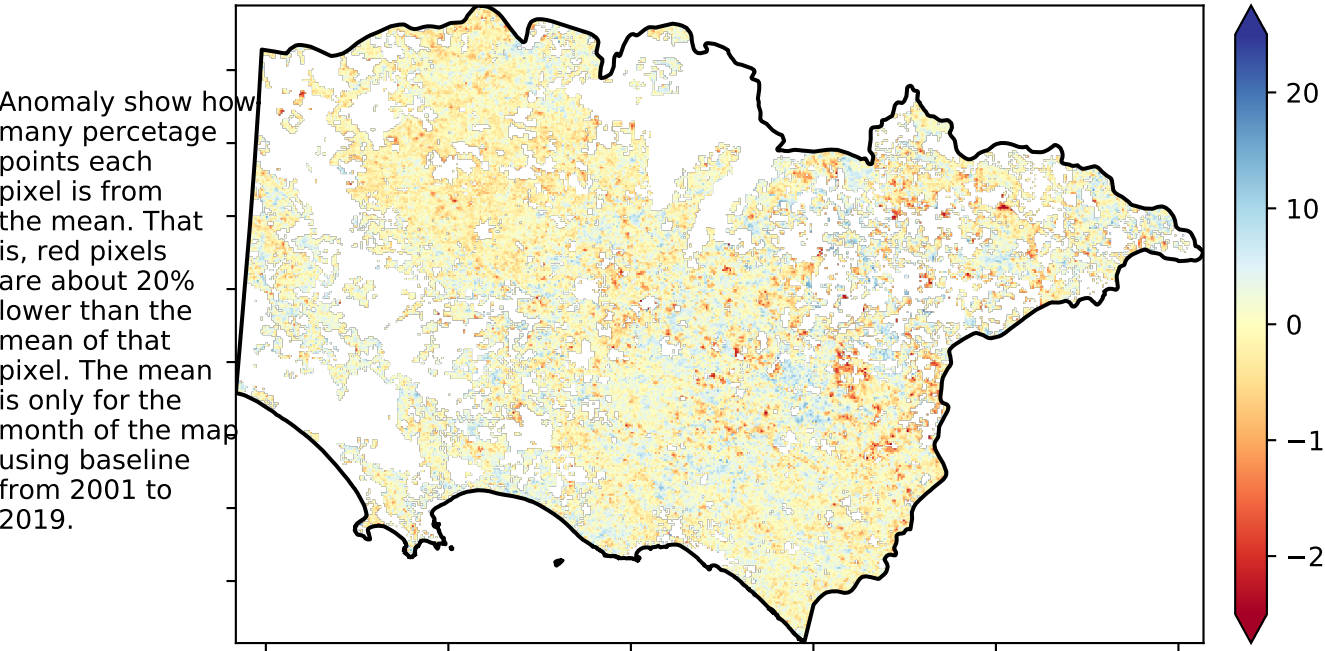 Anomaly show how
many percetage
points each
pixel is from
the mean. That
is, red pixels
are about 20%
lower than the
mean of that
pixel. The mean
is only for the
month of the map
using baseline
from 2001 to
2019.
20
10
0
−1
−2